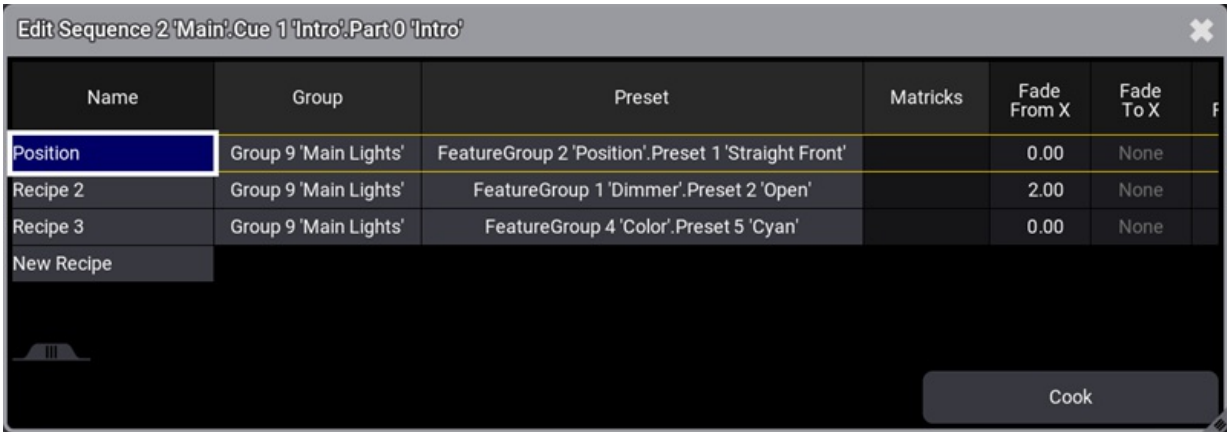 Edit Sequence 2 'Main'.Cue 1 'Intro'.Part 0 'Intro'
Name Group Preset Matricks Fade From X Fade To X F
Position Group 9 'Main Lights' FeatureGroup 2 'Position'.Preset 1 'Straight Front' 0.00 None
Recipe 2 Group 9 'Main Lights' FeatureGroup 1 'Dimmer'.Preset 2 'Open' 2.00 None
Recipe 3 Group 9 'Main Lights' FeatureGroup 4 'Color'.Preset 5 'Cyan' 0.00 None
New Recipe
Cook